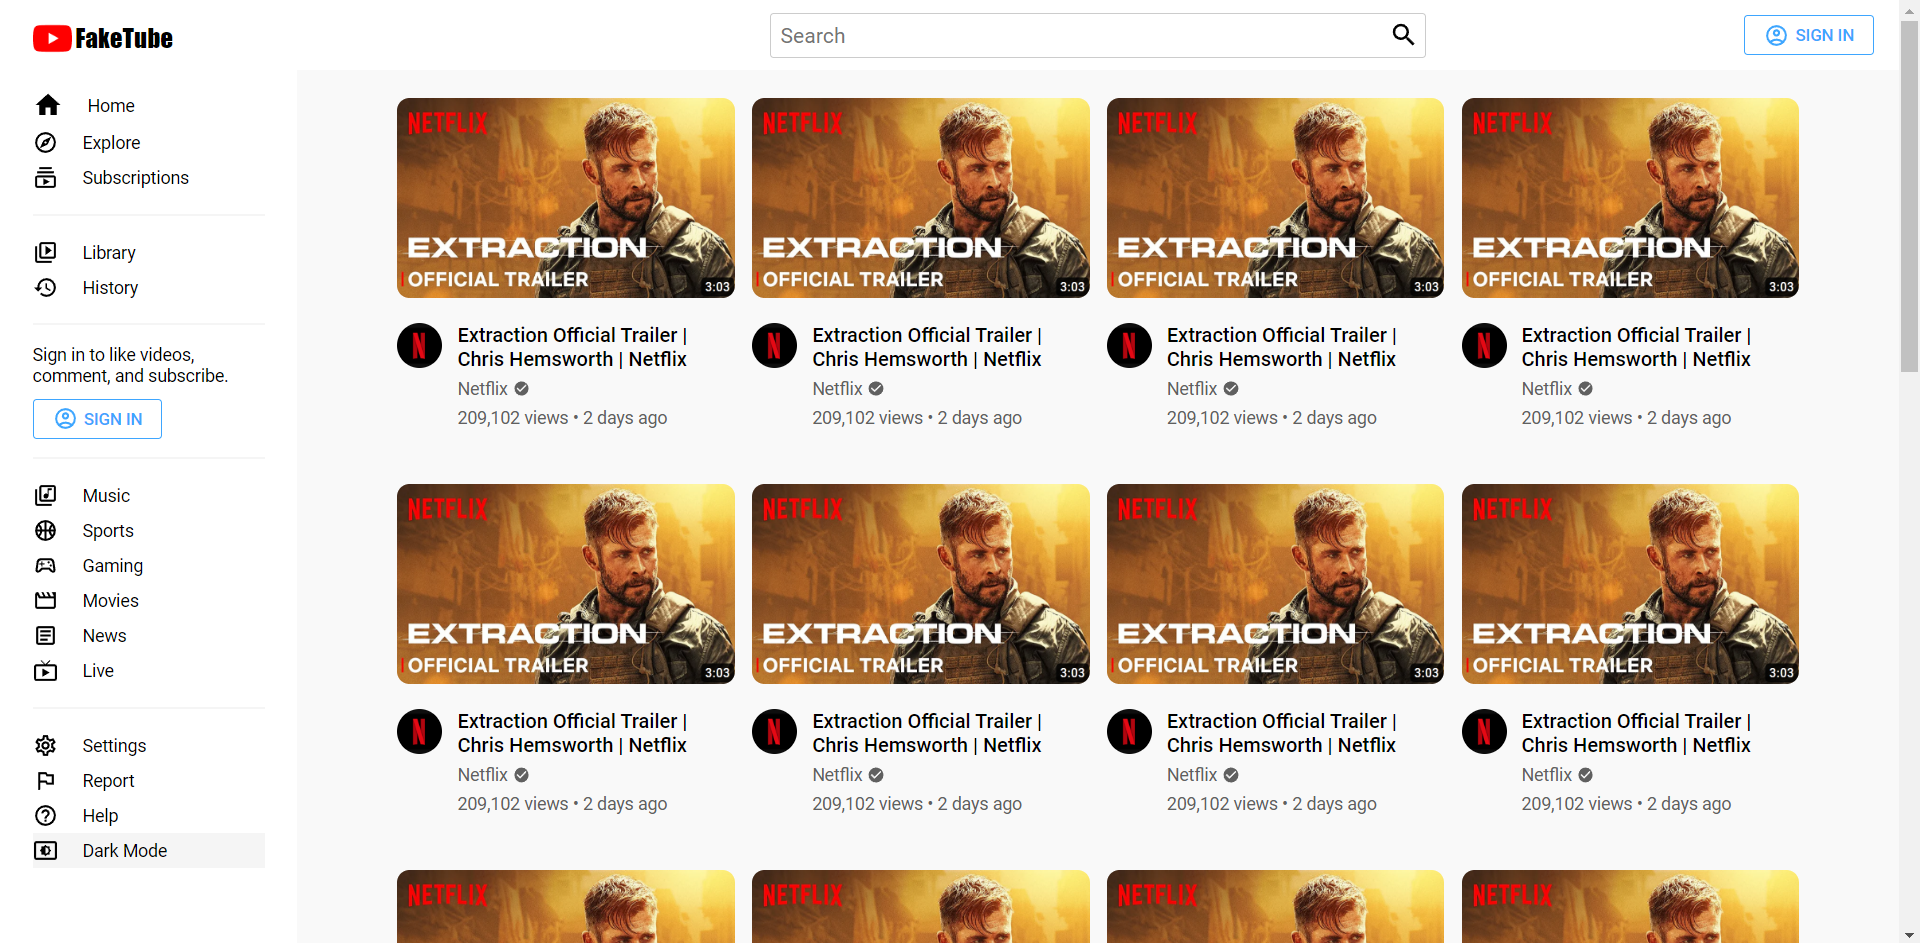 FakeTube
Search
SIGN IN
Home
Explore
Subscriptions
Library
History
Sign in to like videos,
comment, and subscribe.
SIGN IN
Music
Sports
Gaming
Movies
News
Live
Settings
Report
Help
Dark Mode
NETFLIX
EXTRACTION
OFFICIAL TRAILER
3:03
NETFLIX
EXTRACTION
OFFICIAL TRAILER
3:03
NETFLIX
EXTRACTION
OFFICIAL TRAILER
3:03
NETFLIX
EXTRACTION
OFFICIAL TRAILER
3:03
N
Extraction Official Trailer |
Chris Hemsworth | Netflix
Netflix
209,102 views • 2 days ago
N
Extraction Official Trailer |
Chris Hemsworth | Netflix
Netflix
209,102 views • 2 days ago
N
Extraction Official Trailer |
Chris Hemsworth | Netflix
Netflix
209,102 views • 2 days ago
N
Extraction Official Trailer |
Chris Hemsworth | Netflix
Netflix
209,102 views • 2 days ago
NETFLIX
EXTRACTION
OFFICIAL TRAILER
3:03
NETFLIX
EXTRACTION
OFFICIAL TRAILER
3:03
NETFLIX
EXTRACTION
OFFICIAL TRAILER
3:03
NETFLIX
EXTRACTION
OFFICIAL TRAILER
3:03
N
Extraction Official Trailer |
Chris Hemsworth | Netflix
Netflix
209,102 views • 2 days ago
N
Extraction Official Trailer |
Chris Hemsworth | Netflix
Netflix
209,102 views • 2 days ago
N
Extraction Official Trailer |
Chris Hemsworth | Netflix
Netflix
209,102 views • 2 days ago
N
Extraction Official Trailer |
Chris Hemsworth | Netflix
Netflix
209,102 views • 2 days ago
NETFLIX
NETFLIX
NETFLIX
NETFLIX